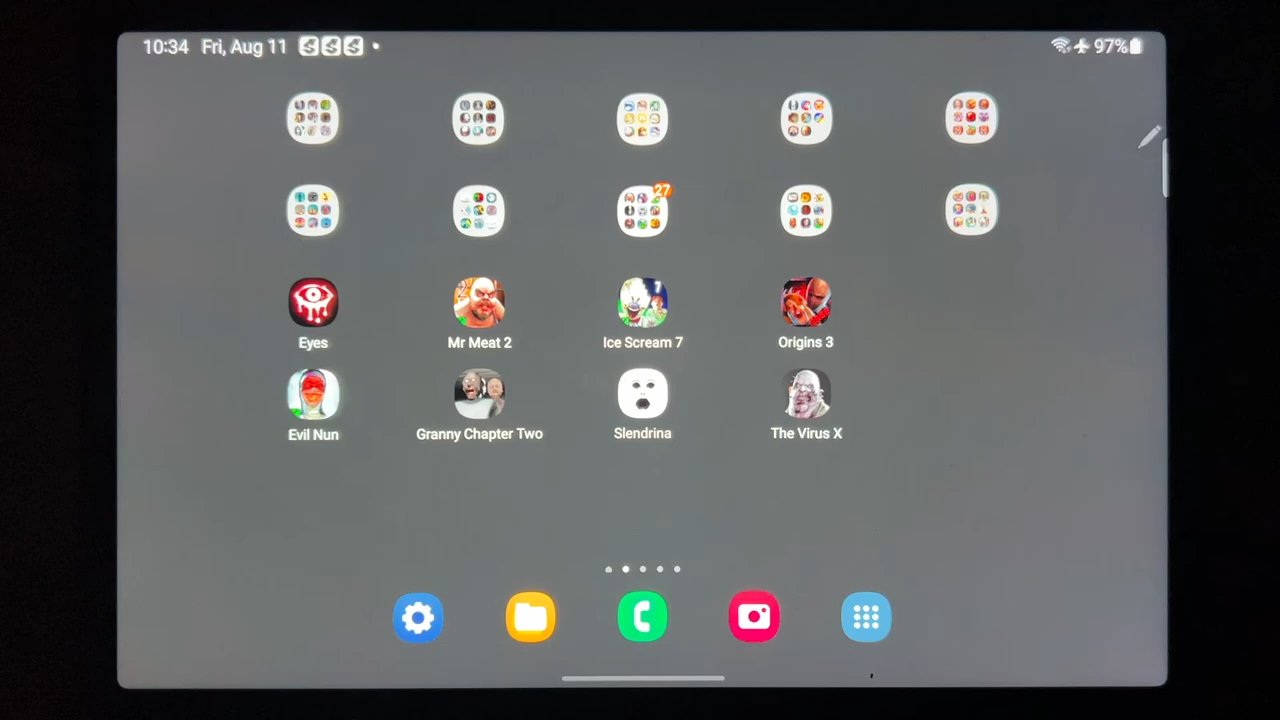 10:34 Fri, Aug 11
97%
27
Eyes
Mr Meat 2
Ice Scream 7
Origins 3
Evil Nun
Granny Chapter Two
Slendrina
The Virus X